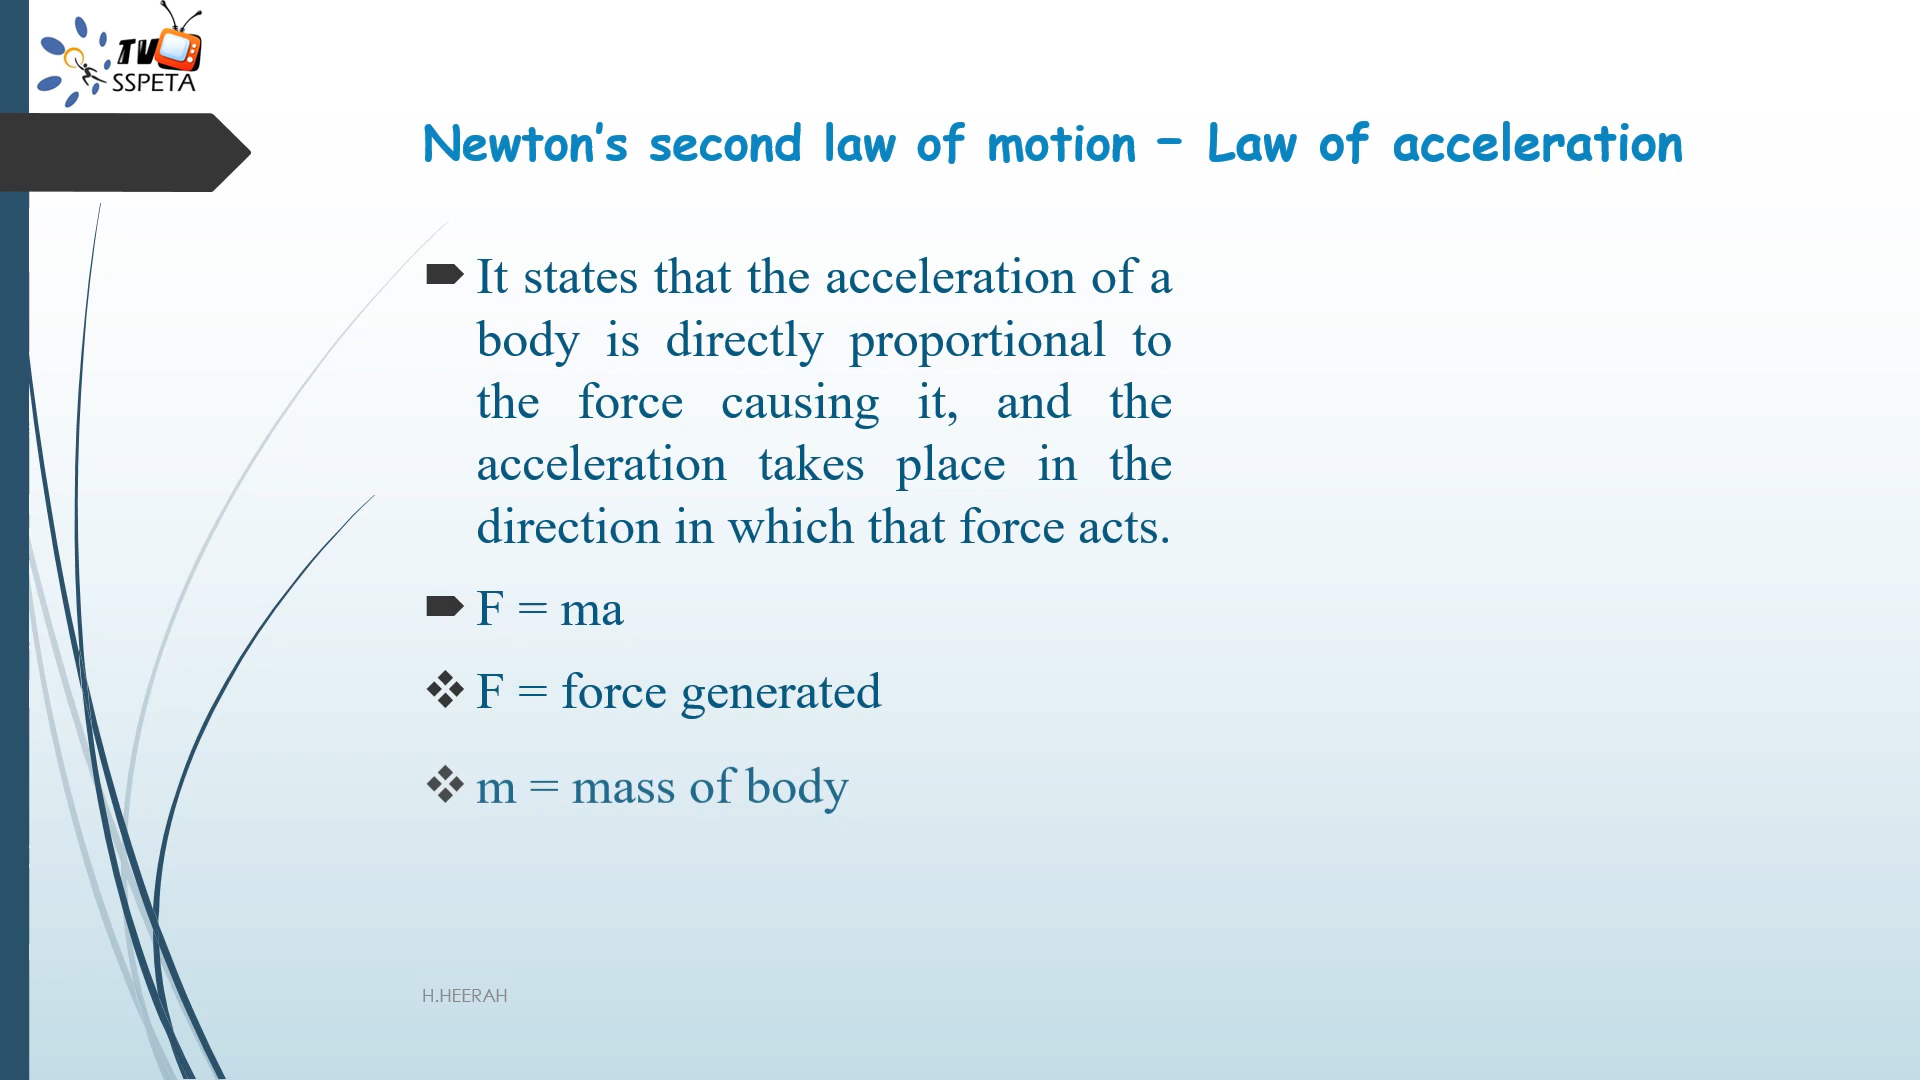 TV
SSPETA
Newton's second law of motion – Law of acceleration
It states that the acceleration of a
body is directly proportional to
the force causing it, and the
acceleration takes place in the
direction in which that force acts.
F = ma
F = force generated
m = mass of body
H.HEERAH